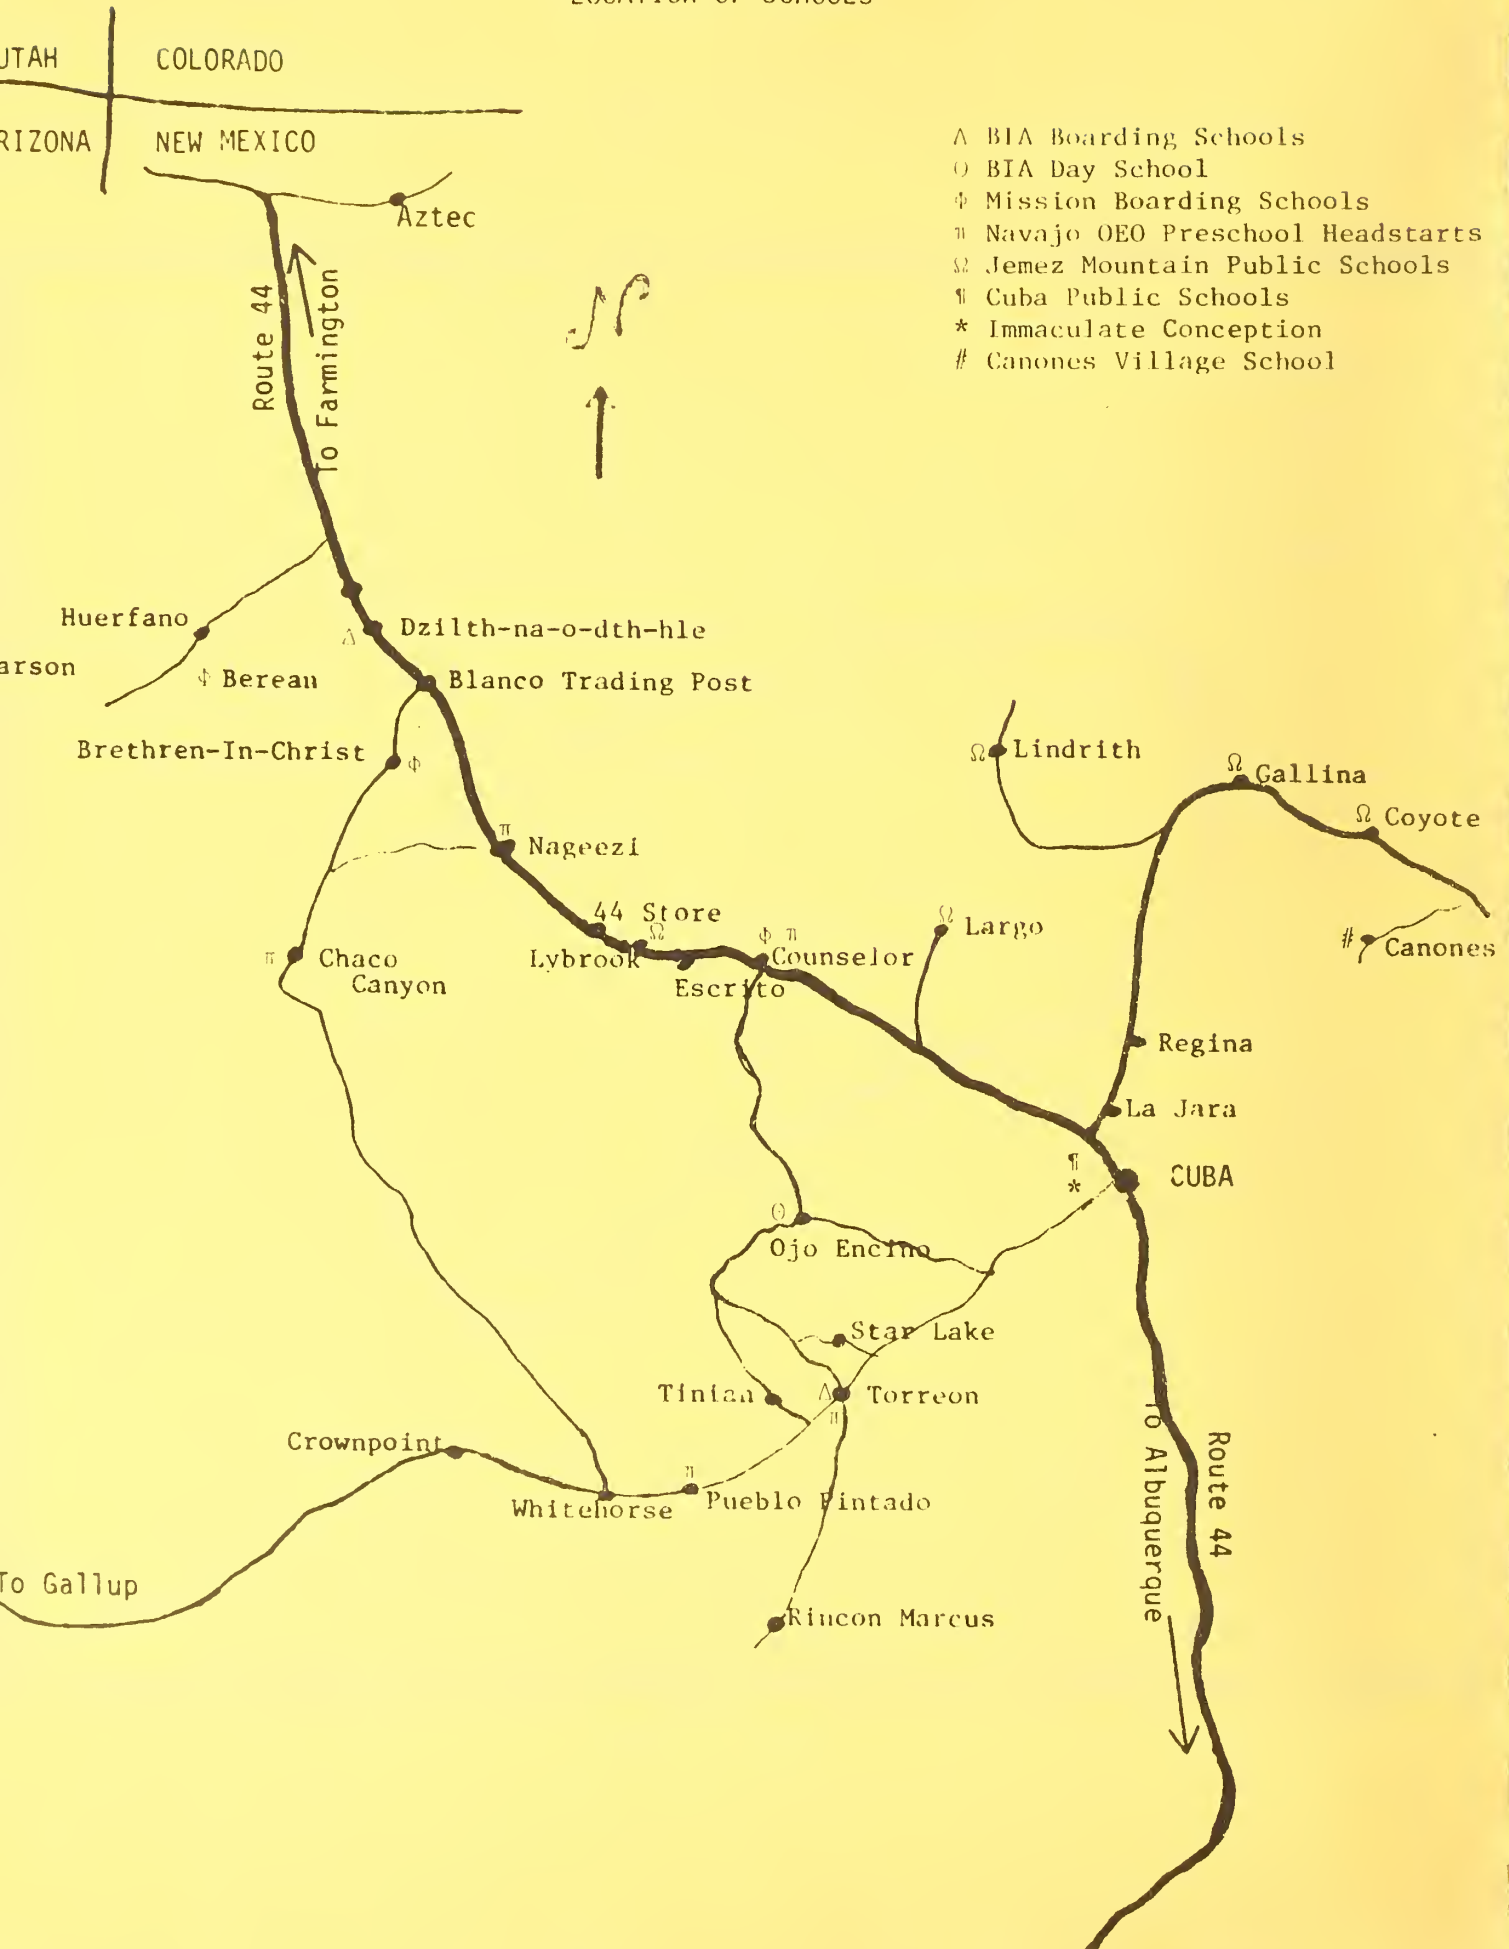 LOCATION OF SCHOOLS
UTAH
COLORADO
RIZONA
NEW MEXICO
Λ BIA Boarding Schools
Θ BIA Day School
Φ Mission Boarding Schools
π Navajo OEO Preschool Headstarts
Ω Jemez Mountain Public Schools
¶ Cuba Public Schools
* Immaculate Conception
# Canones Village School
Aztec
Route 44
To Farmington
N
Huerfano
Λ
Dzilth-na-o-dth-hle
arson
Φ Berean
Blanco Trading Post
Brethren-In-Christ
Φ
Ω Lindrith
Ω
Gallina
Ω
Coyote
π
Nageezi
44 Store
Ω
Lybrook
Φ π
Counselor
Escrito
Ω
Largo
# Canones
π Chaco
Canyon
Regina
La Jara
¶
*
CUBA
Θ
Ojo Encino
Star Lake
Tinian
Λ
Torreon
π
Crownpoint
Whitehorse
π
Pueblo Pintado
Route 44
To Albuquerque
To Gallup
Rincon Marcus